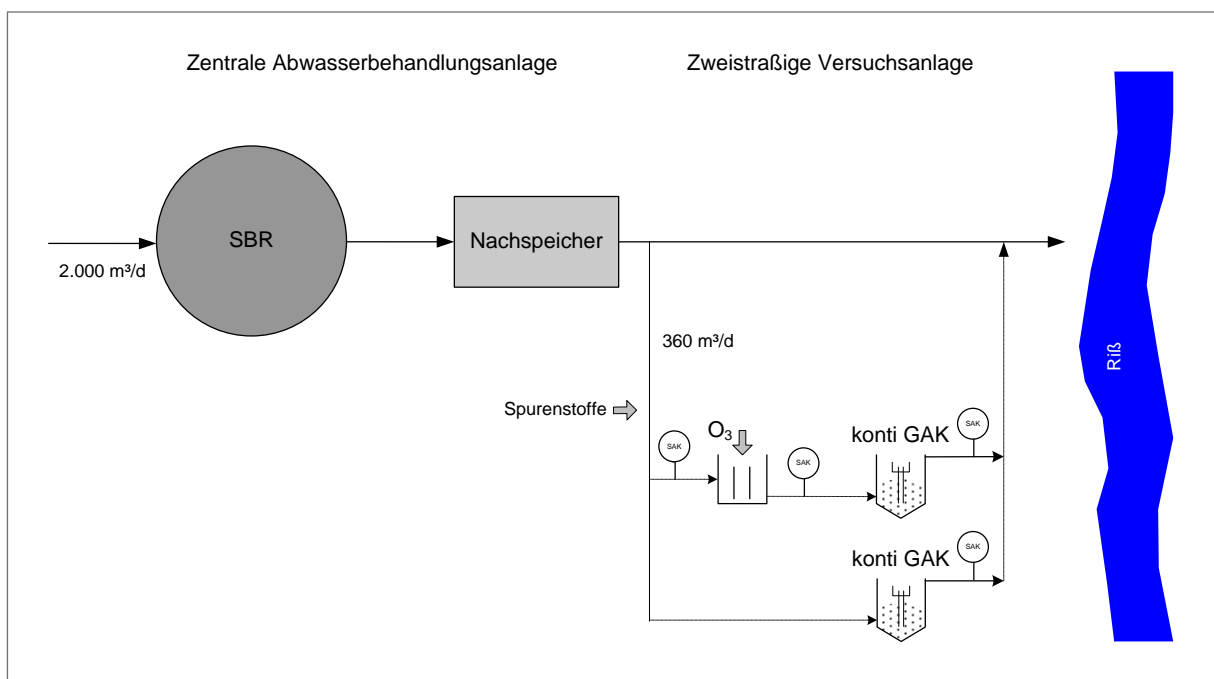 Zentrale Abwasserbehandlungsanlage
Zweistraßige Versuchsanlage
SBR
Nachspeicher
2.000 m³/d
360 m³/d
Riß
Spurenstoffe
O₃
konti GAK
SAK
SAK
SAK
konti GAK
SAK